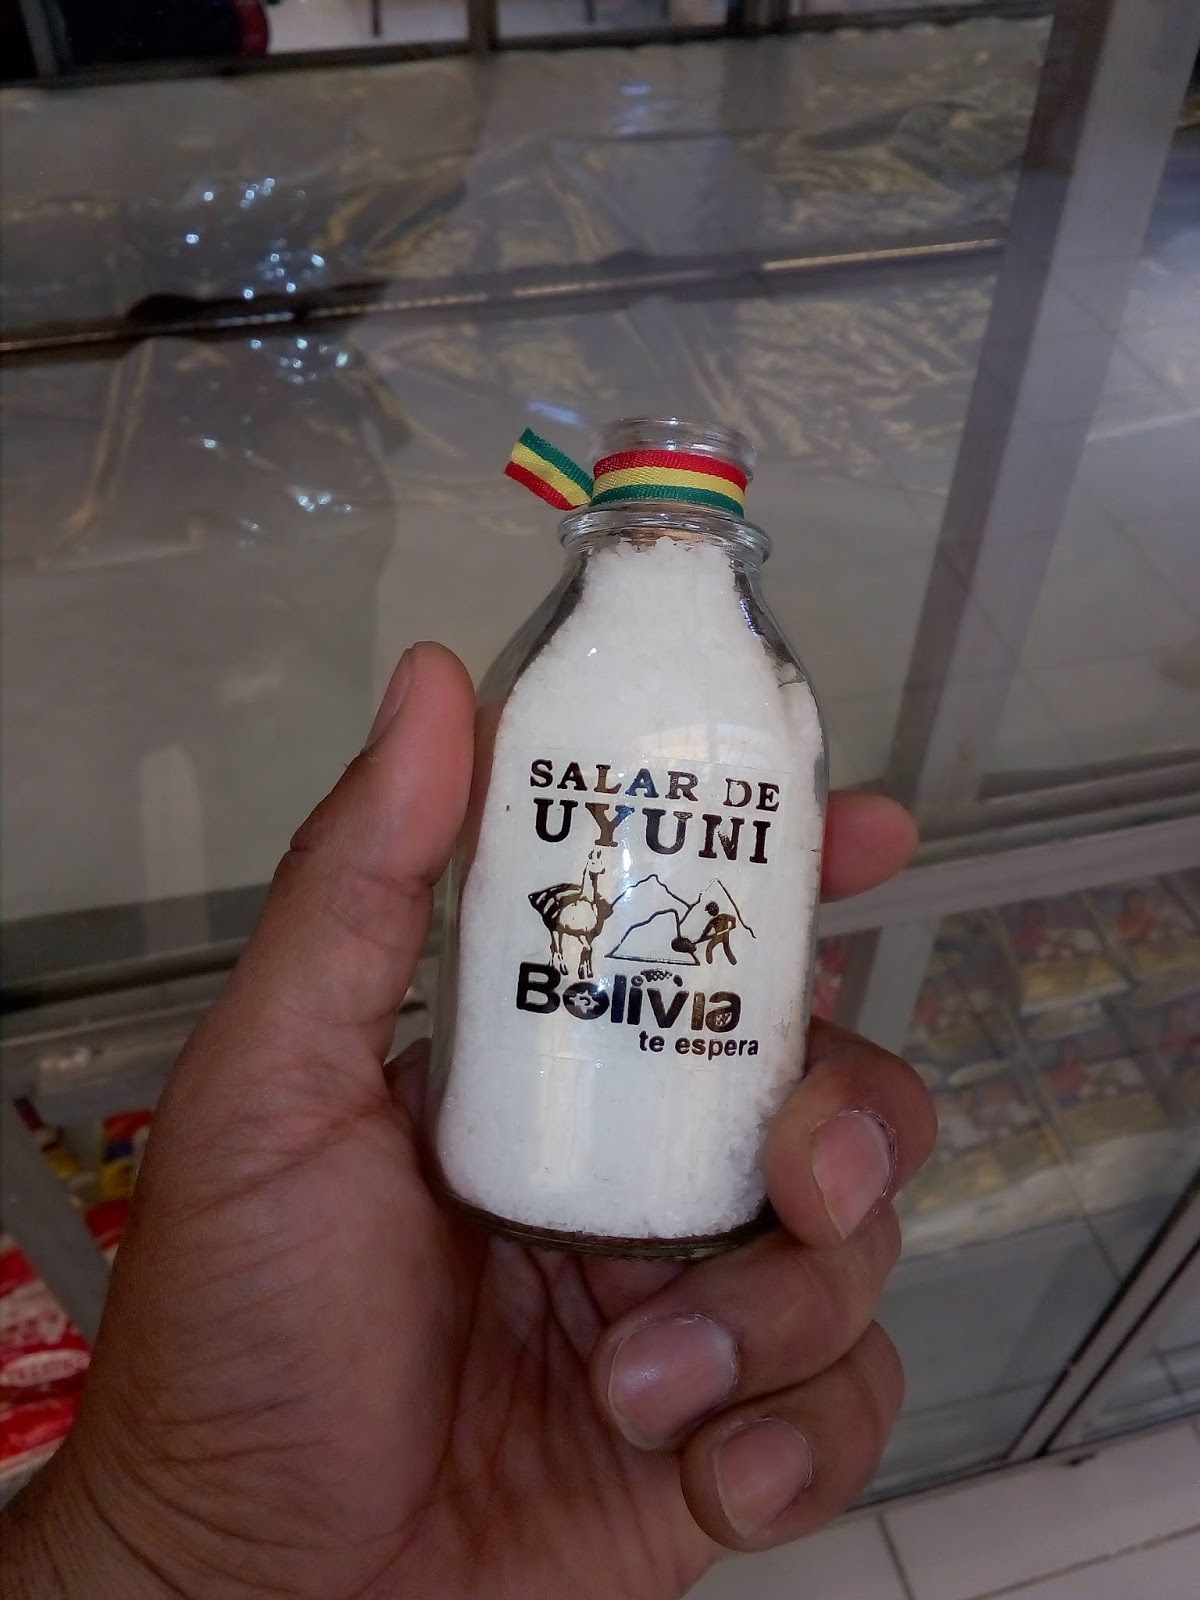 SALAR DE
UYUNI
Bolivia
te espera